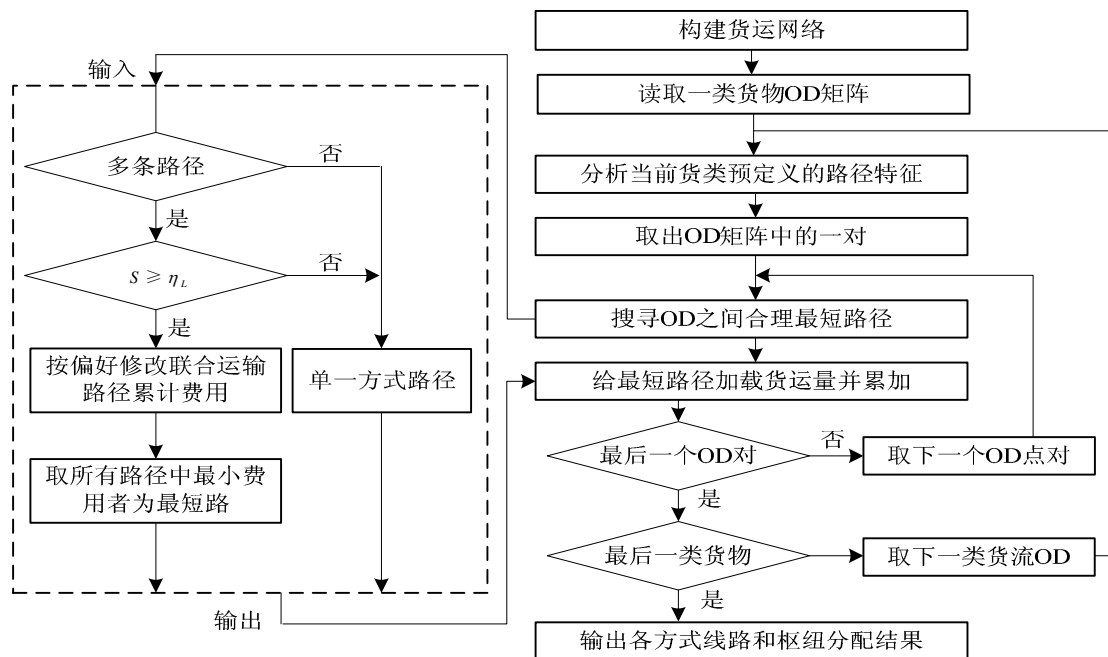 构建货运网络
读取一类货物OD矩阵
分析当前货类预定义的路径特征
取出OD矩阵中的一对
搜寻OD之间合理最短路径
给最短路径加载货运量并累加
最后一个OD对
否
取下一个OD点对
是
最后一类货物
取下一类货流OD
是
输出各方式线路和枢纽分配结果
输入
多条路径
否
是
S ≥ η_L
否
是
按偏好修改联合运输
路径累计费用
单一方式路径
取所有路径中最小费
用者为最短路
输出